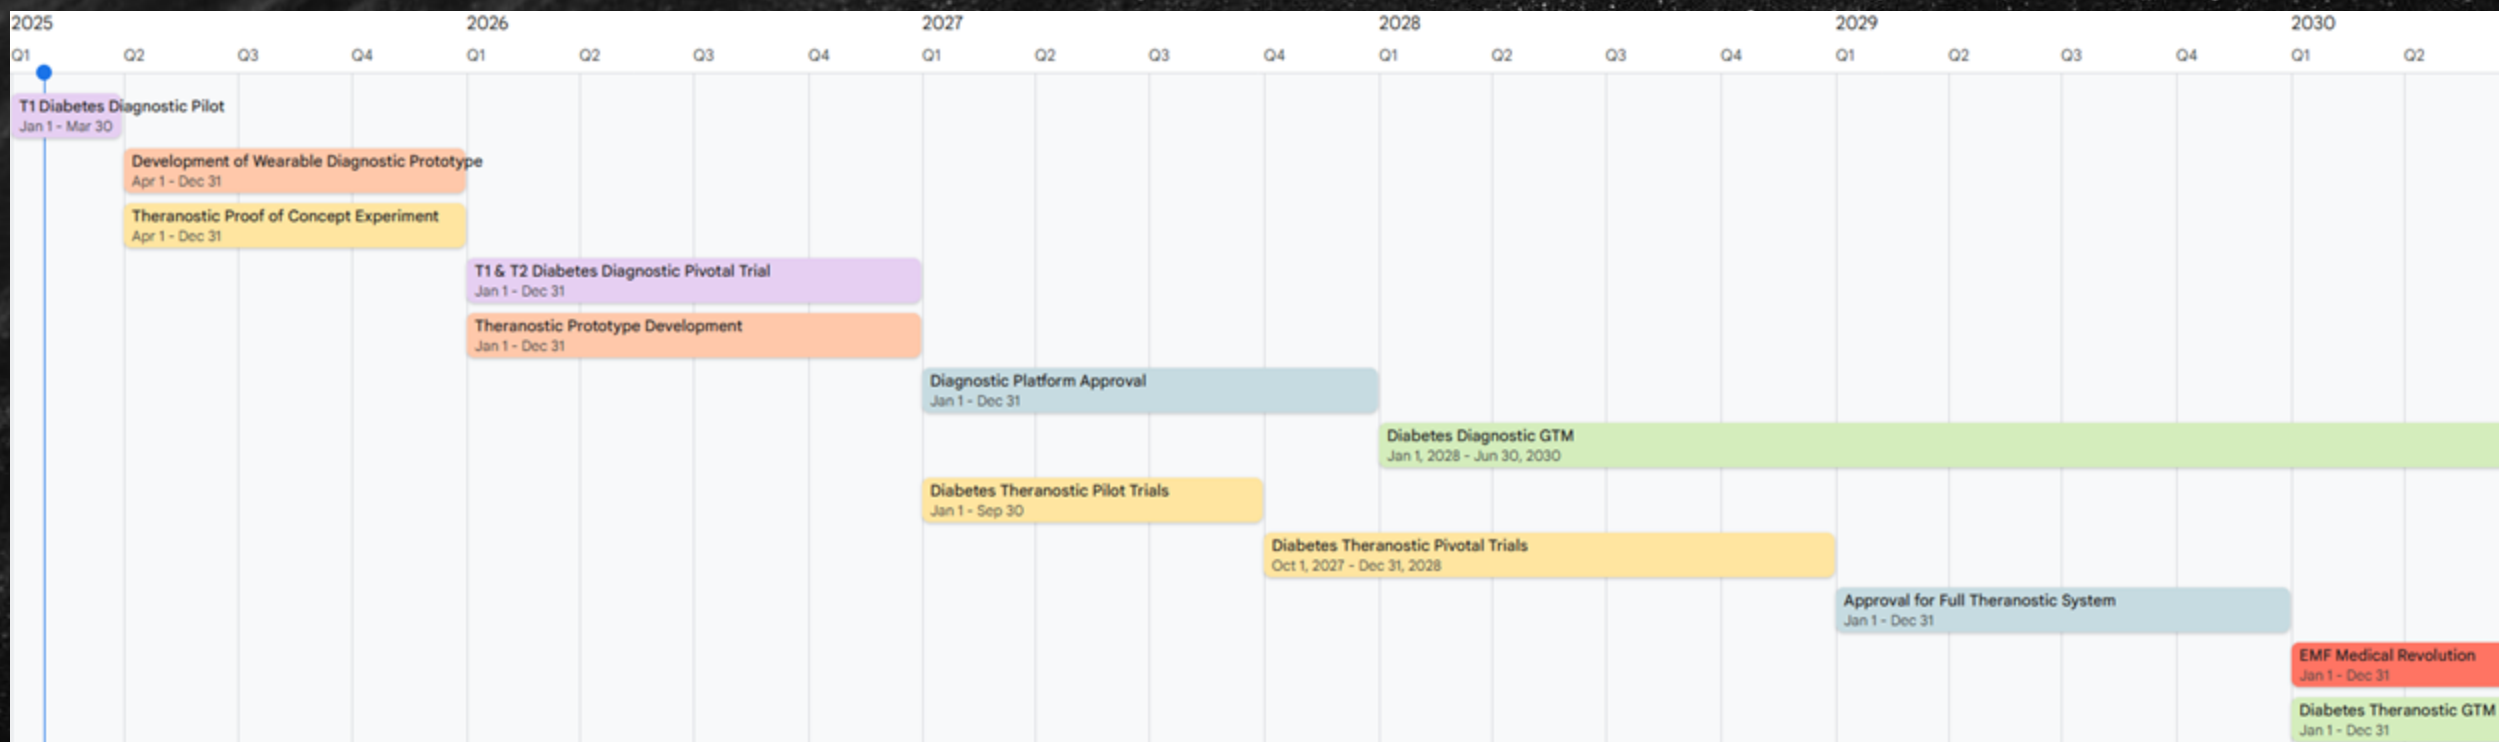 2025 2026 2027 2028 2029 2030
Q1 Q2 Q3 Q4 Q1 Q2 Q3 Q4 Q1 Q2 Q3 Q4 Q1 Q2 Q3 Q4 Q1 Q2 Q3 Q4 Q1 Q2
T1 Diabetes Diagnostic Pilot
Jan 1 - Mar 30
Development of Wearable Diagnostic Prototype
Apr 1 - Dec 31
Theranostic Proof of Concept Experiment
Apr 1 - Dec 31
T1 & T2 Diabetes Diagnostic Pivotal Trial
Jan 1 - Dec 31
Theranostic Prototype Development
Jan 1 - Dec 31
Diagnostic Platform Approval
Jan 1 - Dec 31
Diabetes Diagnostic GTM
Jan 1, 2028 - Jun 30, 2030
Diabetes Theranostic Pilot Trials
Jan 1 - Sep 30
Diabetes Theranostic Pivotal Trials
Oct 1, 2027 - Dec 31, 2028
Approval for Full Theranostic System
Jan 1 - Dec 31
EMF Medical Revolution
Jan 1 - Dec 31
Diabetes Theranostic GTM
Jan 1 - Dec 31